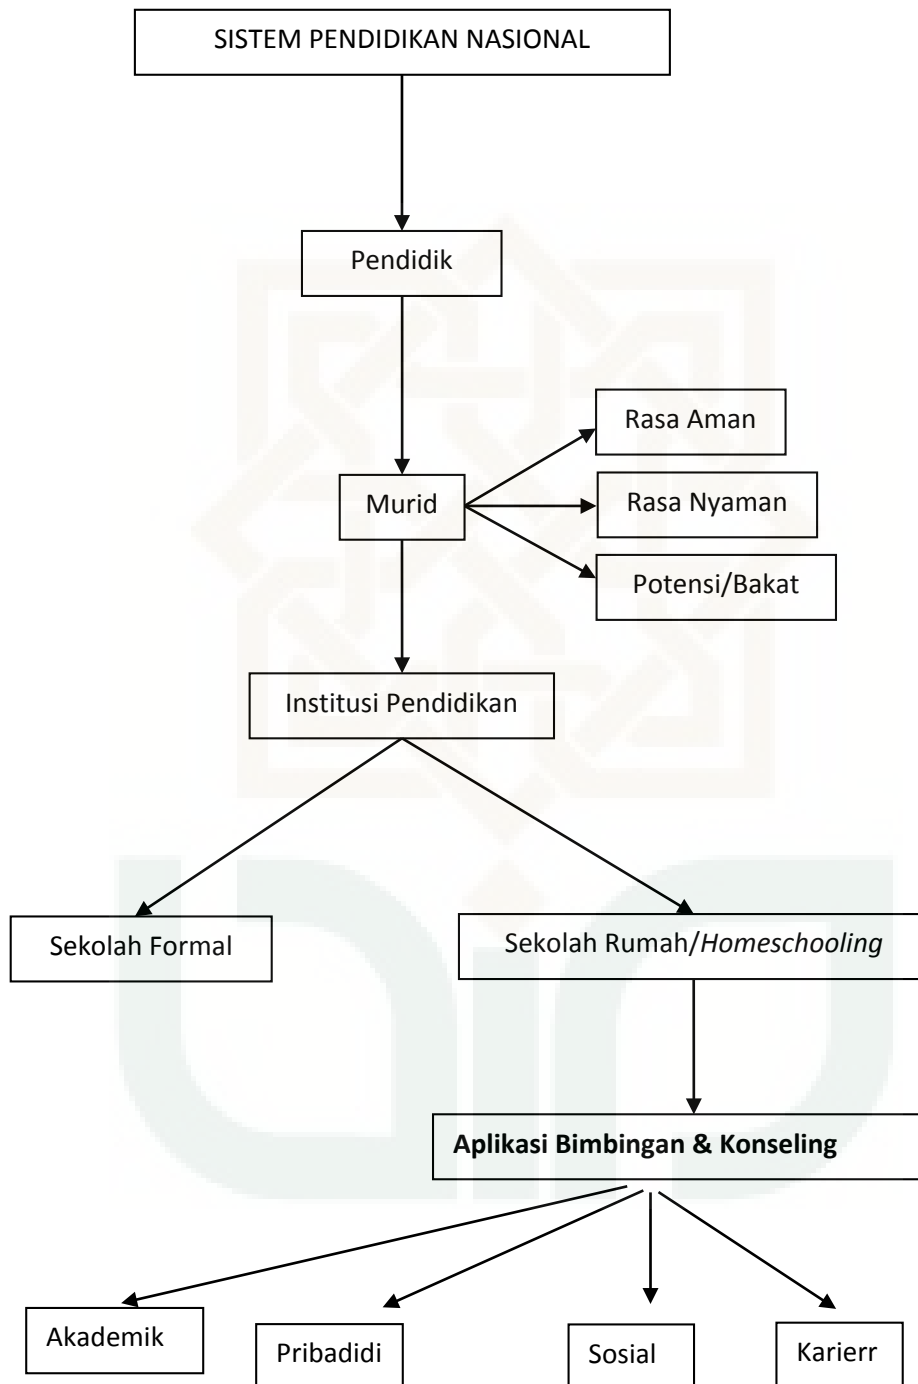 SISTEM PENDIDIKAN NASIONAL
Pendidik
Rasa Aman
Murid
Rasa Nyaman
Potensi/Bakat
Institusi Pendidikan
Sekolah Formal
Sekolah Rumah/Homeschooling
Aplikasi Bimbingan & Konseling
Akademik
Pribadidi
Sosial
Karierr